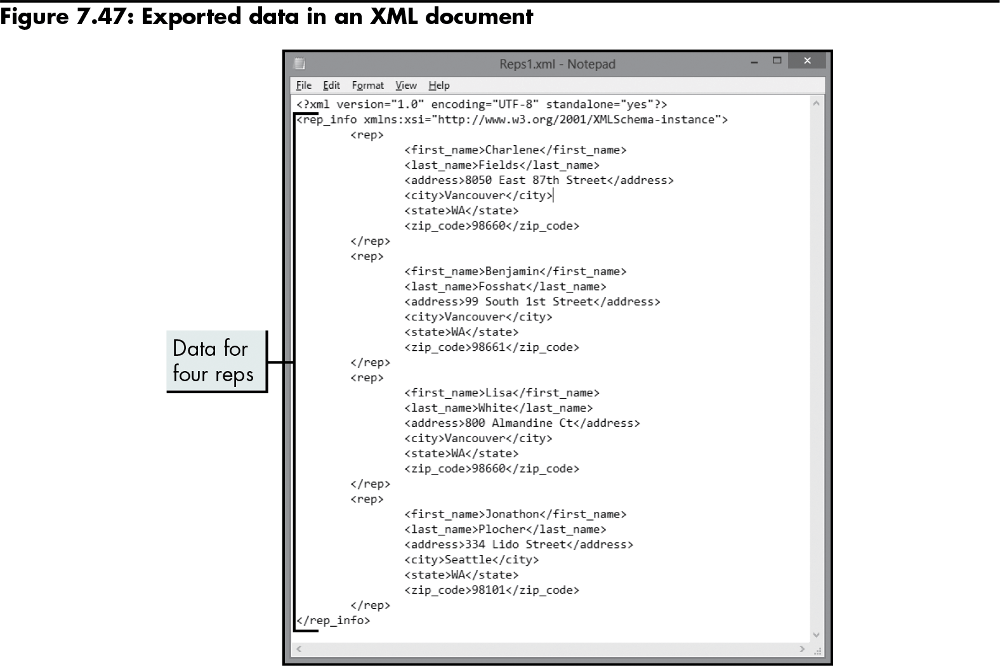 Figure 7.47: Exported data in an XML document
Reps1.xml - Notepad
File Edit Format View Help
<?xml version="1.0" encoding="UTF-8" standalone="yes"?>
<rep_info xmlns:xsi="http://www.w3.org/2001/XMLSchema-instance">
<rep>
<first_name>Charlene</first_name>
<last_name>Fields</last_name>
<address>8050 East 87th Street</address>
<city>Vancouver</city>
<state>WA</state>
<zip_code>98660</zip_code>
</rep>
<rep>
<first_name>Benjamin</first_name>
<last_name>Fosshat</last_name>
<address>99 South 1st Street</address>
<city>Vancouver</city>
<state>WA</state>
<zip_code>98661</zip_code>
</rep>
<rep>
<first_name>Lisa</first_name>
<last_name>White</last_name>
<address>800 Almandine Ct</address>
<city>Vancouver</city>
<state>WA</state>
<zip_code>98660</zip_code>
</rep>
<rep>
<first_name>Jonathon</first_name>
<last_name>Plocher</last_name>
<address>334 Lido Street</address>
<city>Seattle</city>
<state>WA</state>
<zip_code>98101</zip_code>
</rep>
</rep_info>
Data for
four reps